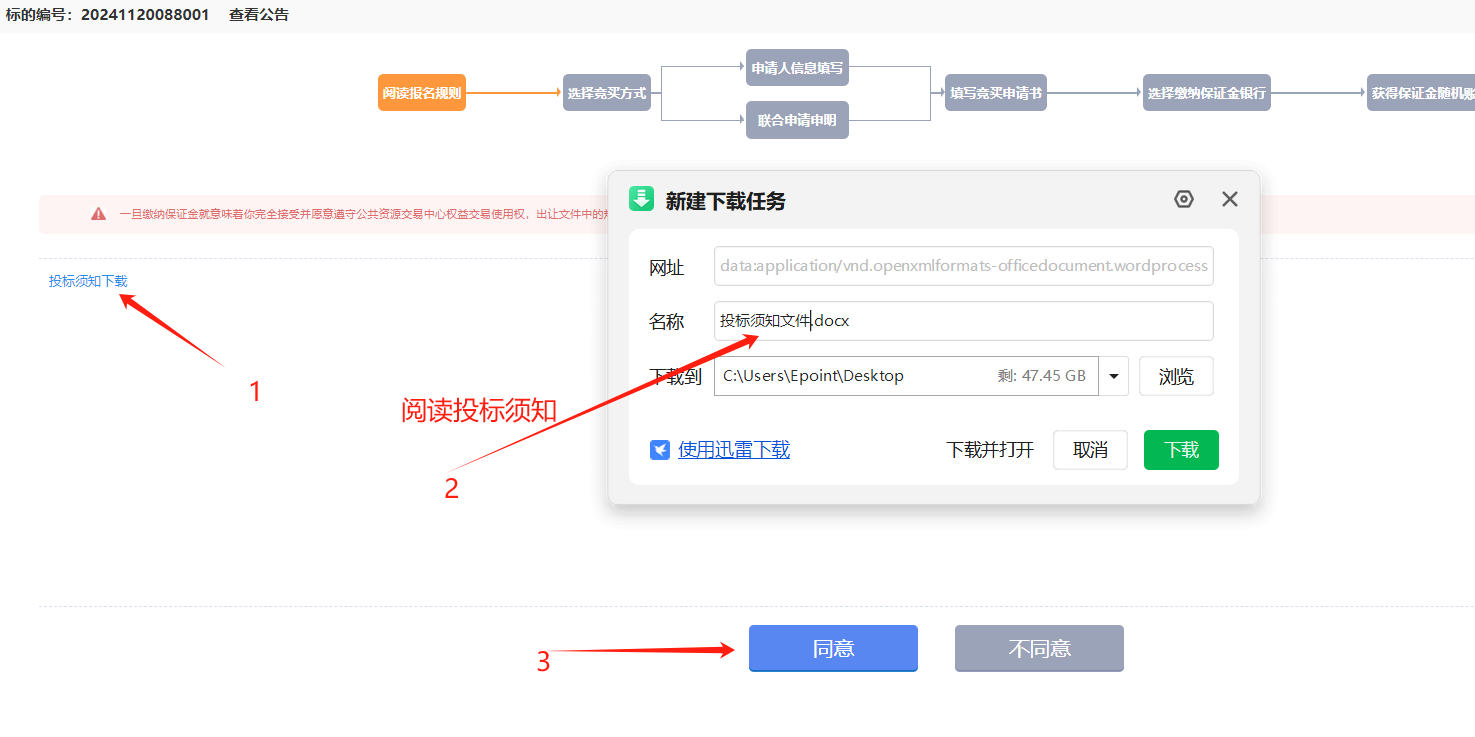 标的编号：20241120088001 查看公告
申请人信息填写
阅读报名规则
选择竞买方式
填写竞买申请书
选择缴纳保证金银行
获得保证金随机账
联合申请申明
新建下载任务
一旦缴纳保证金就意味着你完全接受并愿意遵守公共资源交易中心权益交易使用权，出让文件中的
网址 data:application/vnd.openxmlformats-officedocument.wordprocess
投标须知下载
名称 投标须知文件.docx
下载到 C:\Users\Epoint\Desktop 剩: 47.45 GB 浏览
1
阅读投标须知
使用迅雷下载 下载并打开 取消 下载
2
同意 不同意
3